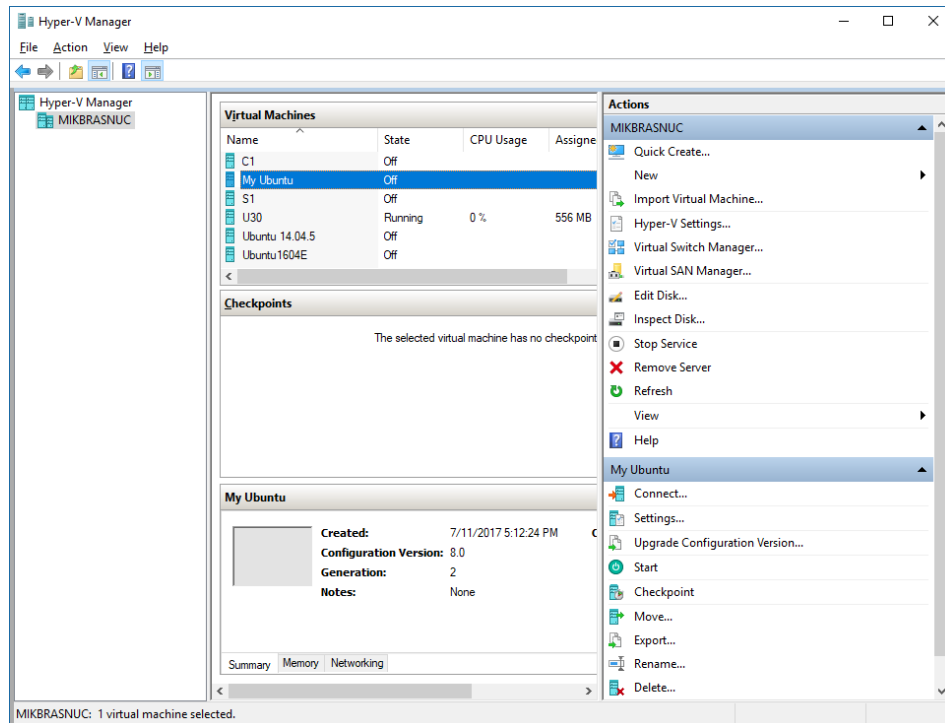 Hyper-V Manager
File Action View Help
Hyper-V Manager
MIKBRASNUC
Virtual Machines
Name State CPU Usage Assigne
C1 Off
My Ubuntu Off
S1 Off
U30 Running 0 % 556 MB
Ubuntu 14.04.5 Off
Ubuntu1604E Off
Checkpoints
The selected virtual machine has no checkpoint
My Ubuntu
Created: 7/11/2017 5:12:24 PM C
Configuration Version: 8.0
Generation: 2
Notes: None
Summary Memory Networking
Actions
MIKBRASNUC
Quick Create...
New
Import Virtual Machine...
Hyper-V Settings...
Virtual Switch Manager...
Virtual SAN Manager...
Edit Disk...
Inspect Disk...
Stop Service
Remove Server
Refresh
View
Help
My Ubuntu
Connect...
Settings...
Upgrade Configuration Version...
Start
Checkpoint
Move...
Export...
Rename...
Delete...
MIKBRASNUC: 1 virtual machine selected.